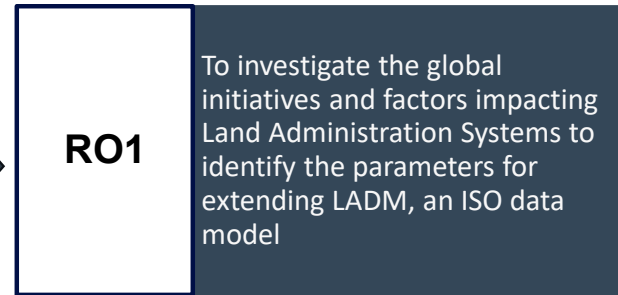 RO1
To investigate the global
initiatives and factors impacting
Land Administration Systems to
identify the parameters for
extending LADM, an ISO data
model